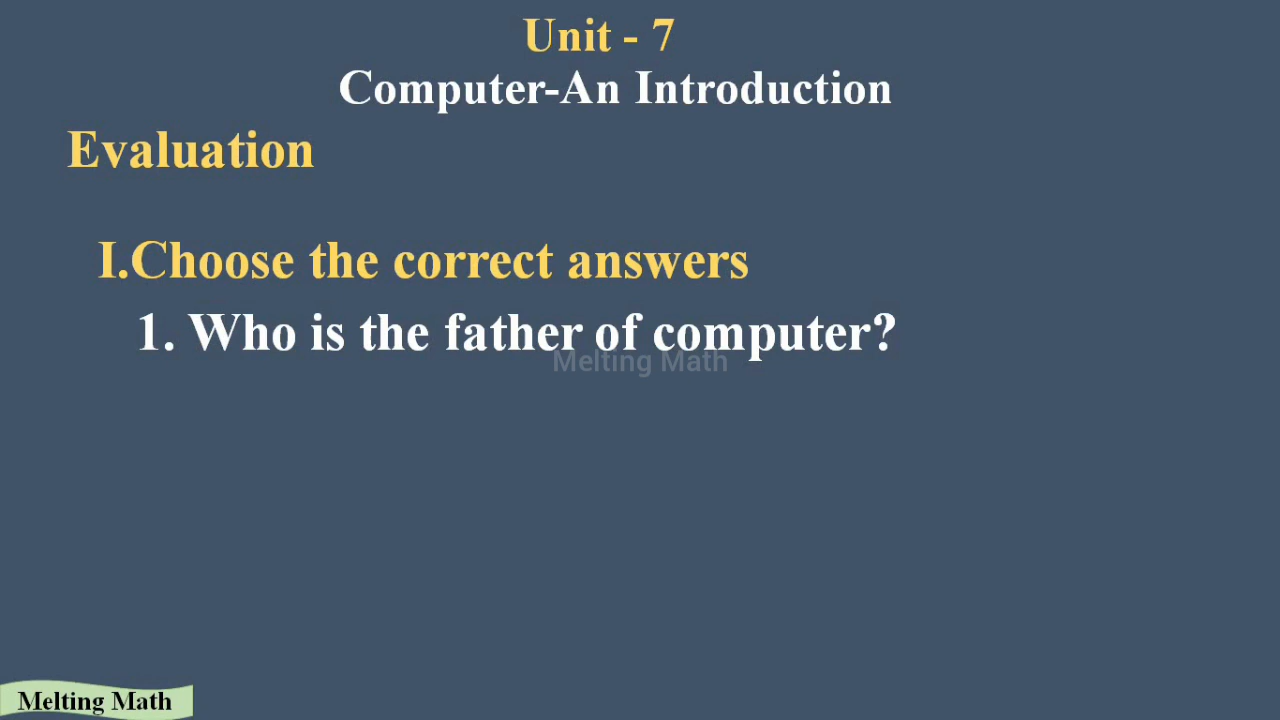 Unit - 7
Computer-An Introduction
Evaluation
I.Choose the correct answers
1. Who is the father of computer?
Melting Math
Melting Math